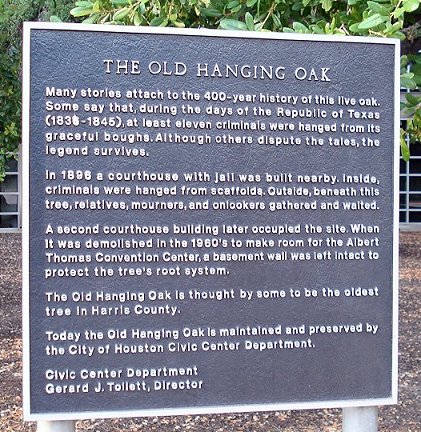 THE OLD HANGING OAK
Many stories attach to the 400-year history of this live oak.
Some say that, during the days of the Republic of Texas
(1836-1845), at least eleven criminals were hanged from its
graceful boughs. Although others dispute the tales, the
legend survives.
In 1896 a courthouse with jail was built nearby. Inside,
criminals were hanged from scaffolds. Outside, beneath this
tree, relatives, mourners, and onlookers gathered and waited.
A second courthouse building later occupied the site. When
it was demolished in the 1960's to make room for the Albert
Thomas Convention Center, a basement wall was left intact to
protect the tree's root system.
The Old Hanging Oak is thought by some to be the oldest
tree in Harris County.
Today the Old Hanging Oak is maintained and preserved by
the City of Houston Civic Center Department.
Civic Center Department
Gerard J. Tollett, Director